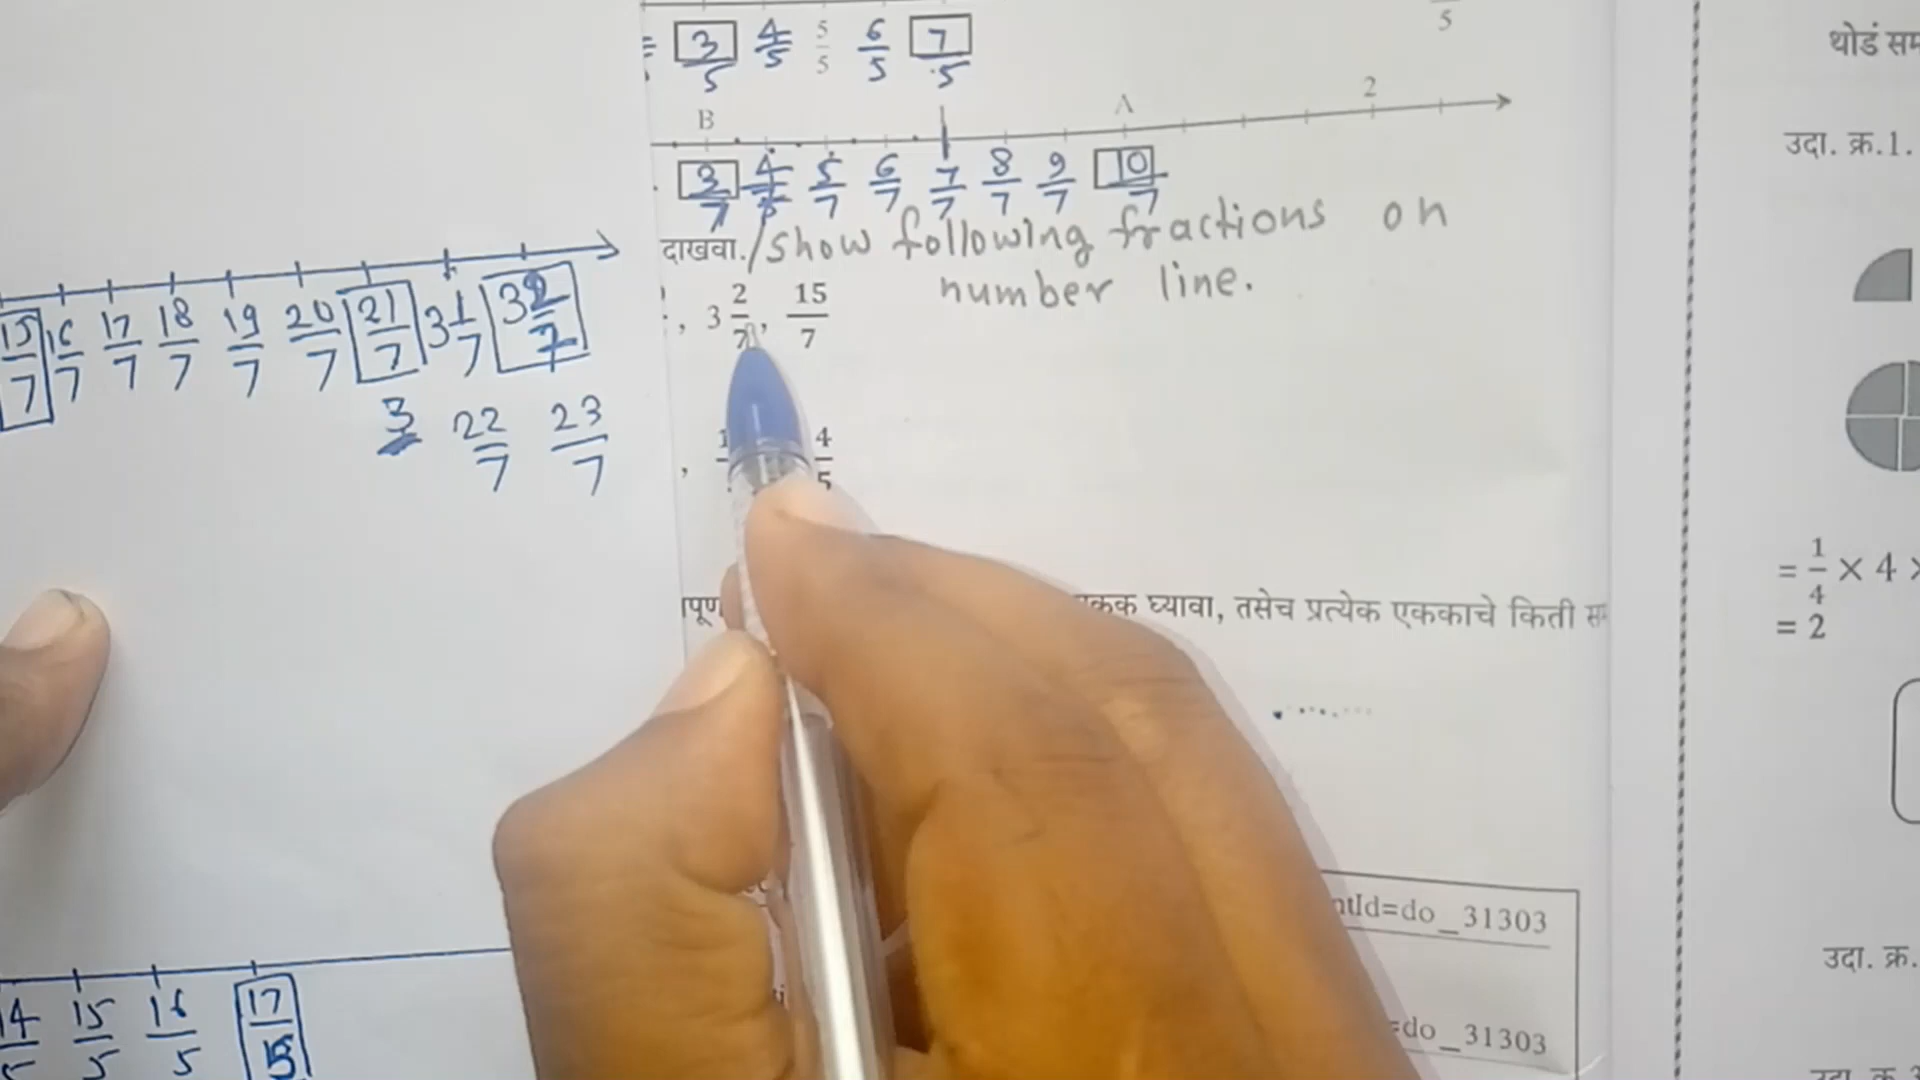 3/5 4/5 5/5 6/5 7/5
5
B A 2
3/7 4/7 5/7 6/7 7/7 8/7 9/7 10/7
दाखवा. / Show following fractions on
number line.
, 3 2/7, 15/7
15/7 16/7 17/7 18/7 19/7 20/7 21/7 3 1/7 3 2/7
3 22/7 23/7
, 4/5
घ्यावा, तसेच प्रत्येक एककाचे किती
ntId=do_31303
=do_31303
15/5 16/5 17/5
थोडं
उदा. क्र.1.
= 1/4 × 4 ×
= 2
उदा. क्र.